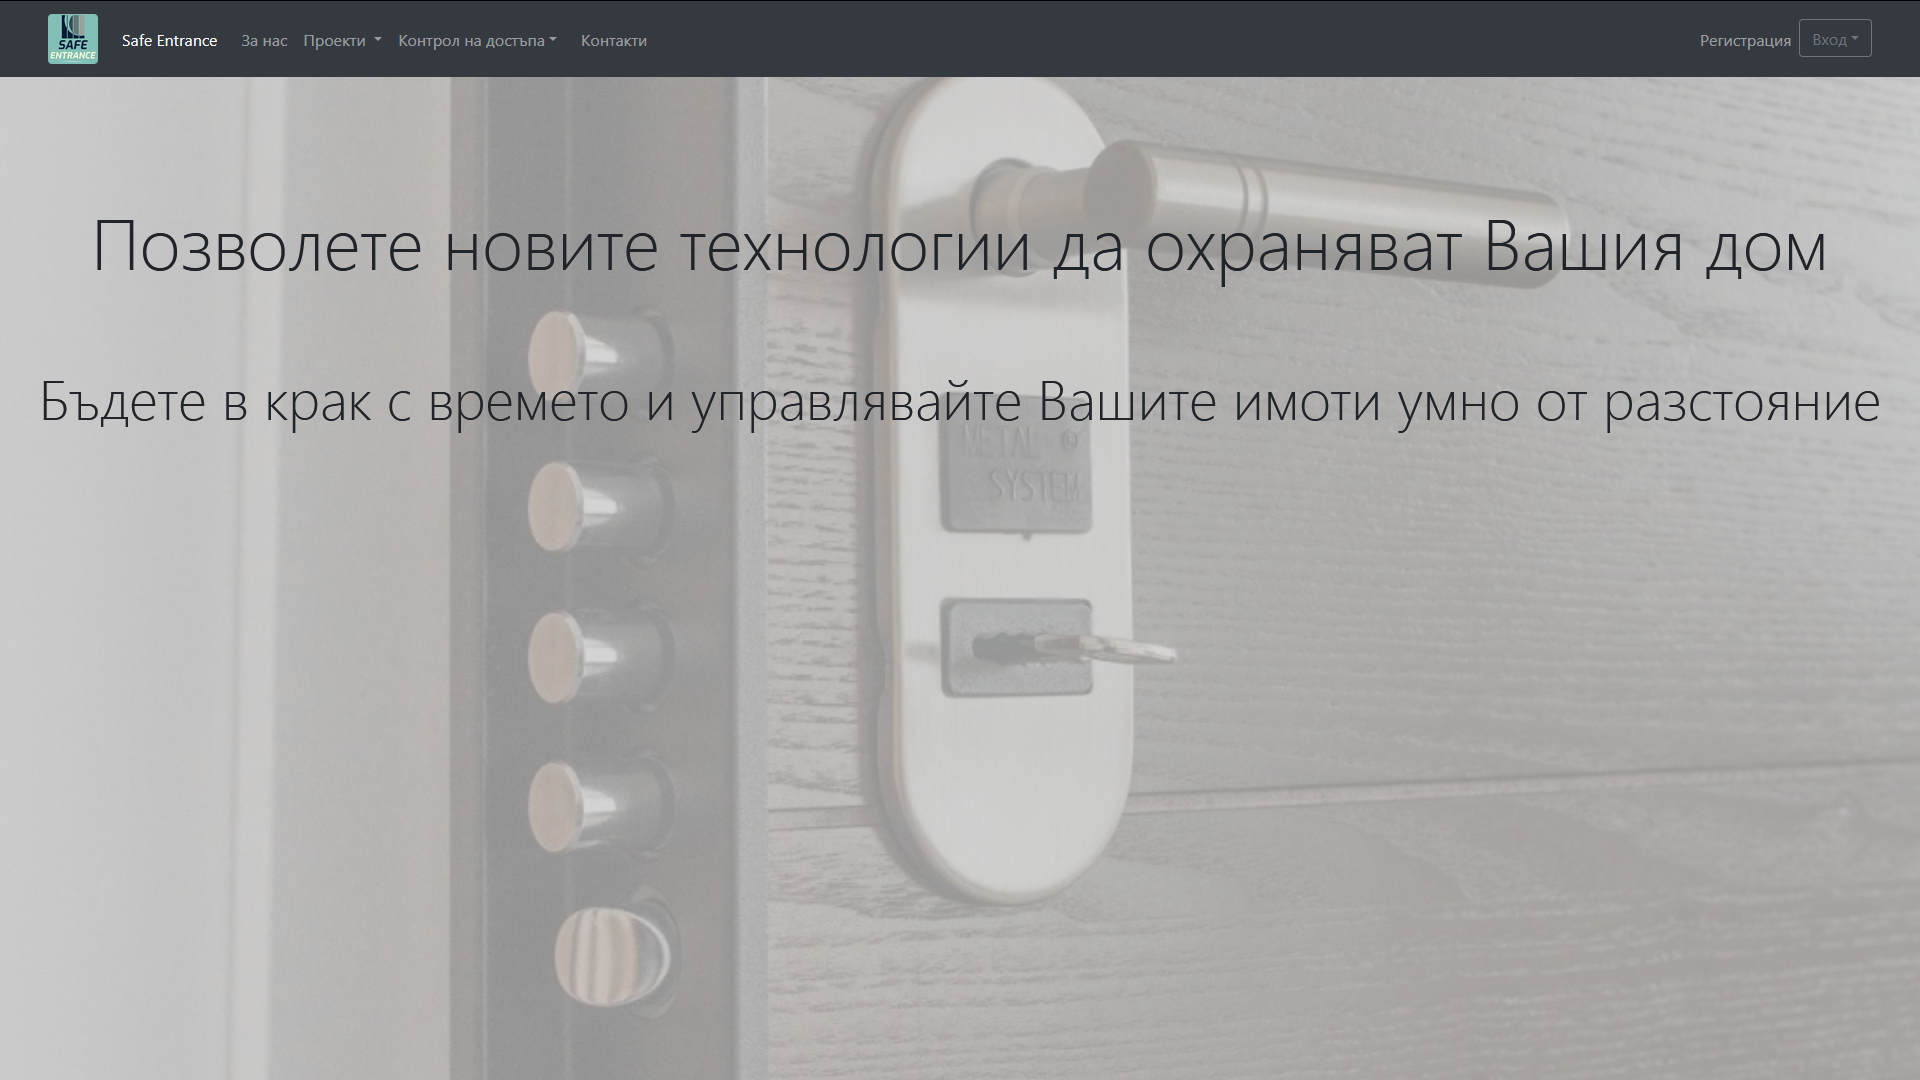 SAFE
ENTRANCE
Safe Entrance
За нас
Проекти
Контрол на достъпа
Контакти
Регистрация
Вход
Позволете новите технологии да охраняват Вашия дом
Бъдете в крак с времето и управлявайте Вашите имоти умно от разстояние
METAL
SYSTEM